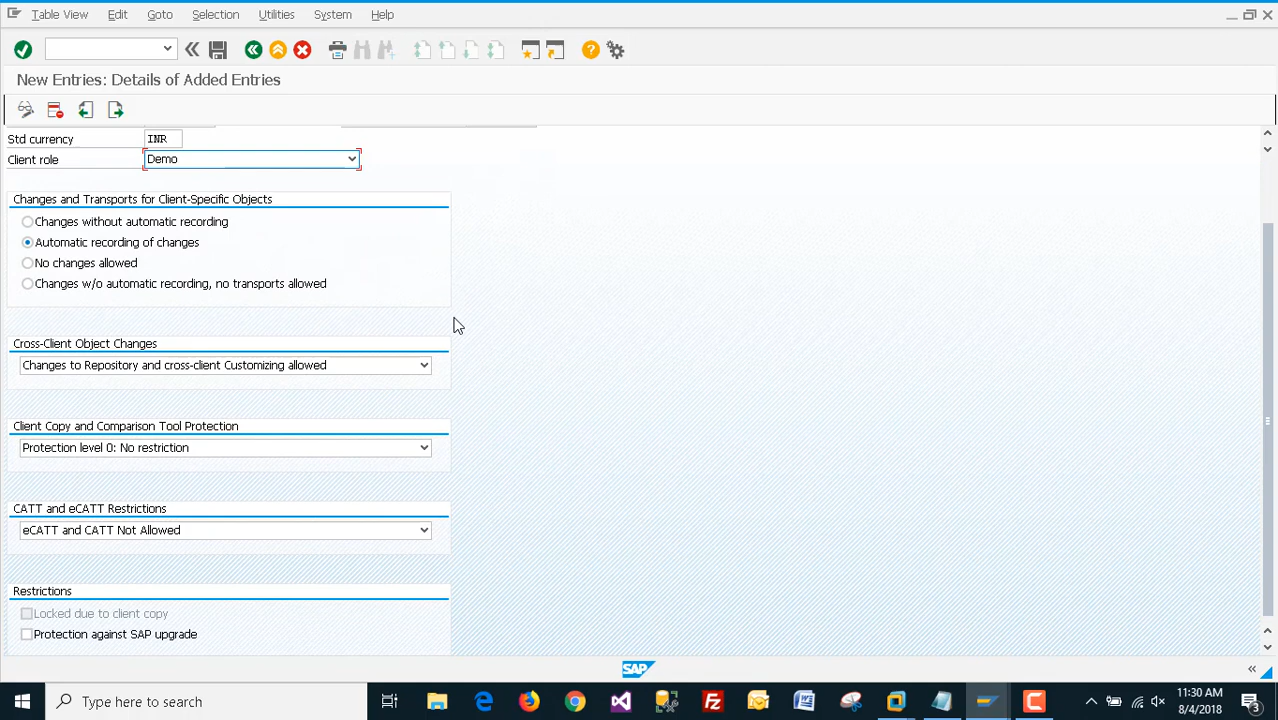 Table View Edit Goto Selection Utilities System Help
New Entries: Details of Added Entries
Std currency INR
Client role Demo
Changes and Transports for Client-Specific Objects
Changes without automatic recording
Automatic recording of changes
No changes allowed
Changes w/o automatic recording, no transports allowed
Cross-Client Object Changes
Changes to Repository and cross-client Customizing allowed
Client Copy and Comparison Tool Protection
Protection level 0: No restriction
CATT and eCATT Restrictions
eCATT and CATT Not Allowed
Restrictions
Locked due to client copy
Protection against SAP upgrade
SAP
Type here to search
11:30 AM
8/4/2018
3